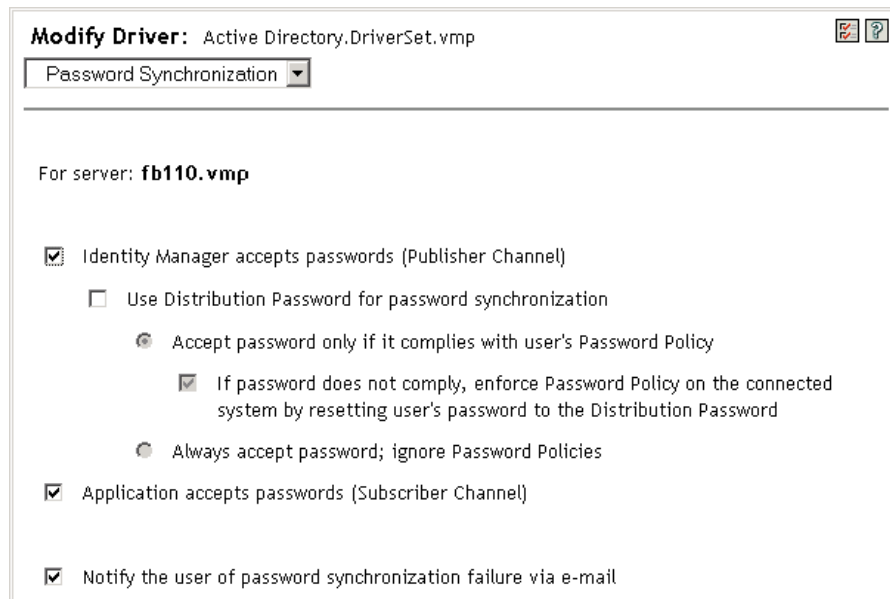 Modify Driver: Active Directory.DriverSet.vmp
Password Synchronization
For server: fb110.vmp
Identity Manager accepts passwords (Publisher Channel)
Use Distribution Password for password synchronization
Accept password only if it complies with user's Password Policy
If password does not comply, enforce Password Policy on the connected
system by resetting user's password to the Distribution Password
Always accept password; ignore Password Policies
Application accepts passwords (Subscriber Channel)
Notify the user of password synchronization failure via e-mail